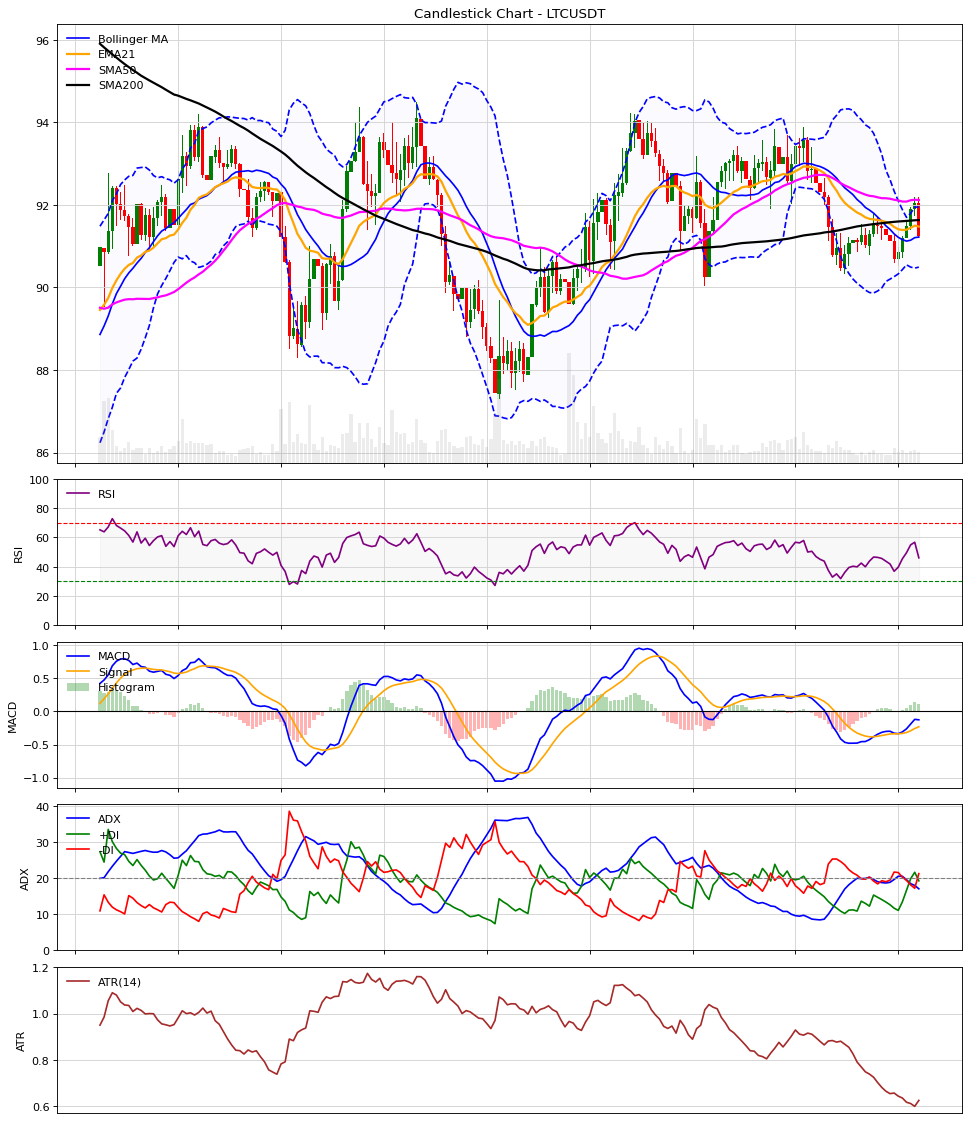 Candlestick Chart - LTCUSDT
Bollinger MA
EMA21
SMA50
SMA200
96
94
92
90
88
86
RSI
100
80
60
40
20
0
RSI
MACD
Signal
Histogram
1.0
0.5
0.0
−0.5
−1.0
MACD
ADX
+DI
-DI
40
30
20
10
0
ADX
ATR(14)
1.2
1.0
0.8
0.6
ATR